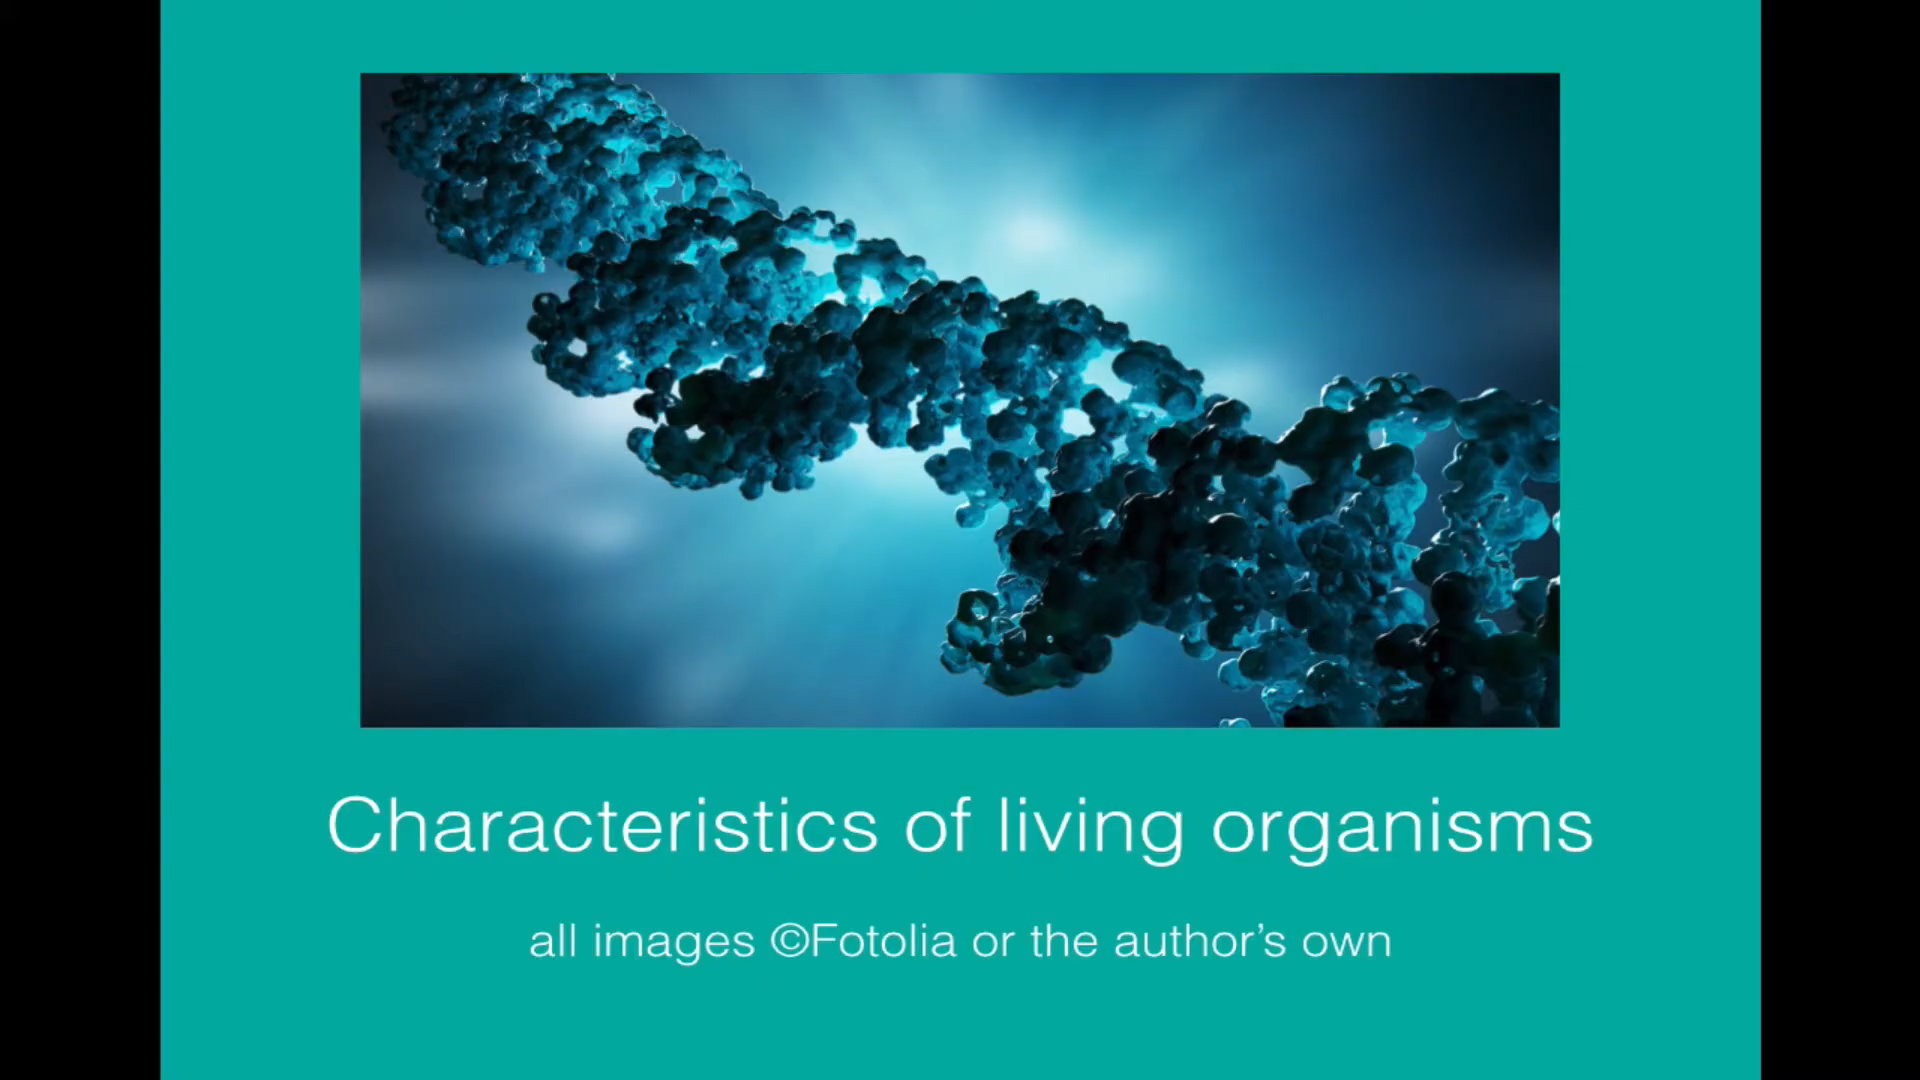 Characteristics of living organisms
all images ©Fotolia or the author’s own